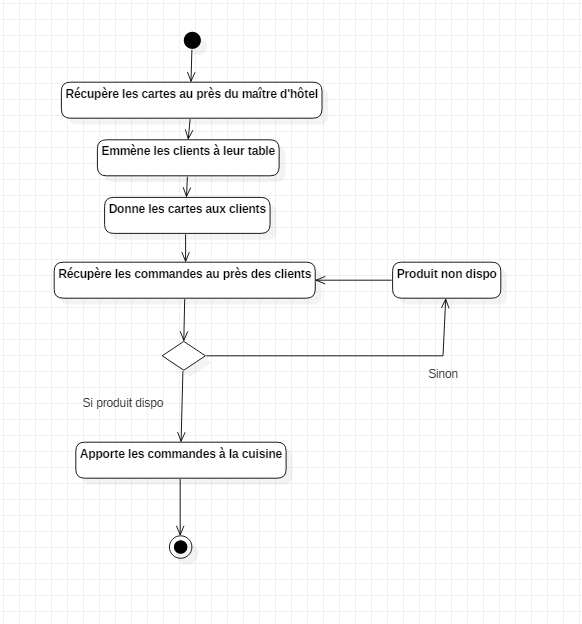 Récupère les cartes au près du maître d'hôtel
Emmène les clients à leur table
Donne les cartes aux clients
Récupère les commandes au près des clients
Produit non dispo
Sinon
Si produit dispo
Apporte les commandes à la cuisine